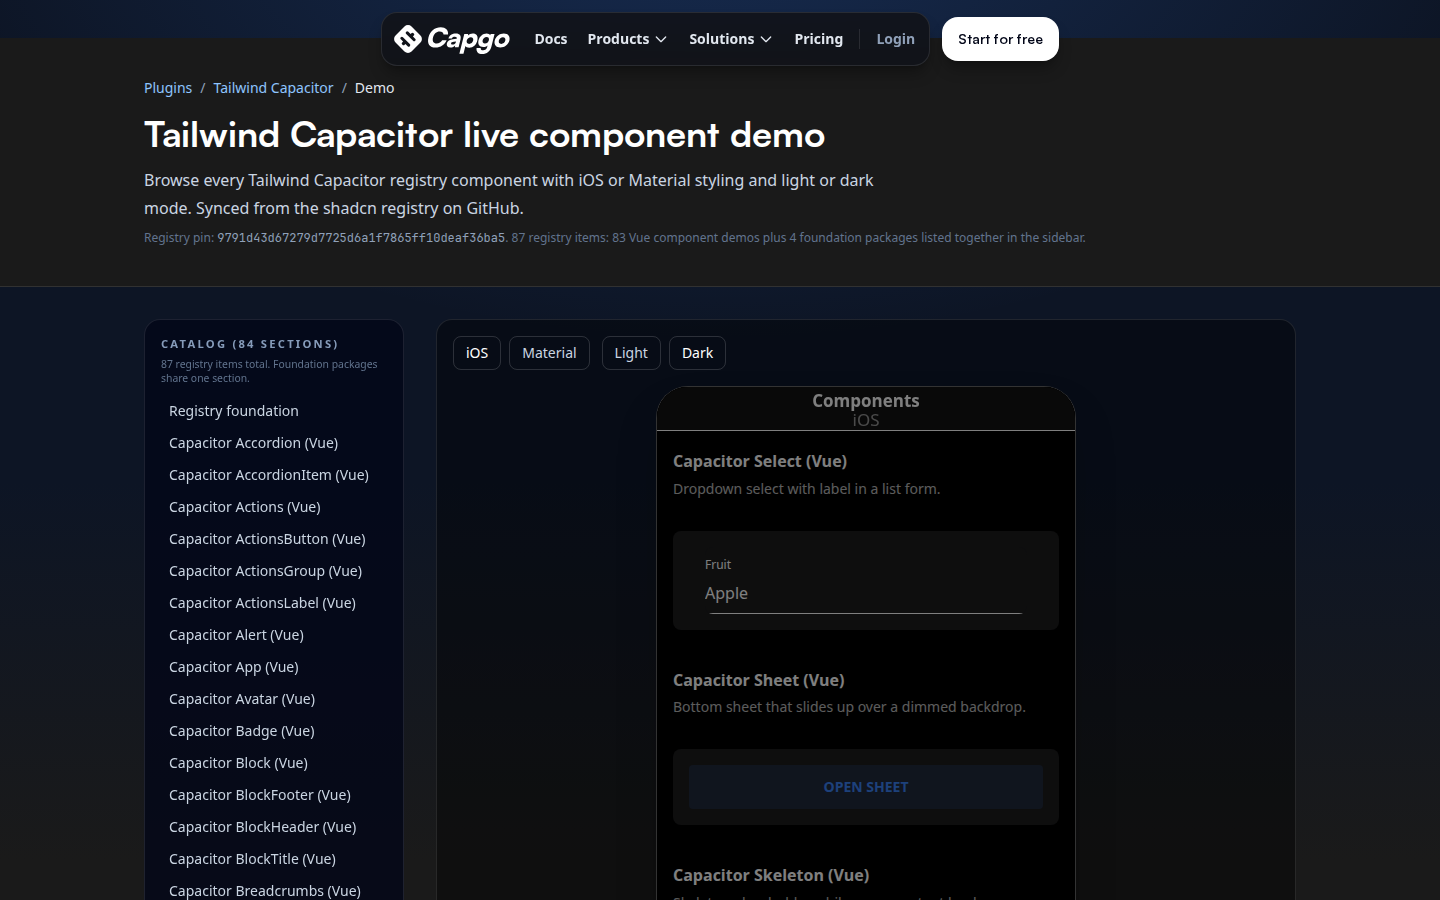 Capgo
Docs
Products
Solutions
Pricing
Login
Start for free
Plugins / Tailwind Capacitor / Demo
Tailwind Capacitor live component demo
Browse every Tailwind Capacitor registry component with iOS or Material styling and light or dark
mode. Synced from the shadcn registry on GitHub.
Registry pin: 9791d43d67279d7725d6a1f7865ff10deaf36ba5. 87 registry items: 83 Vue component demos plus 4 foundation packages listed together in the sidebar.
CATALOG (84 SECTIONS)
87 registry items total. Foundation packages
share one section.
Registry foundation
Capacitor Accordion (Vue)
Capacitor AccordionItem (Vue)
Capacitor Actions (Vue)
Capacitor ActionsButton (Vue)
Capacitor ActionsGroup (Vue)
Capacitor ActionsLabel (Vue)
Capacitor Alert (Vue)
Capacitor App (Vue)
Capacitor Avatar (Vue)
Capacitor Badge (Vue)
Capacitor Block (Vue)
Capacitor BlockFooter (Vue)
Capacitor BlockHeader (Vue)
Capacitor BlockTitle (Vue)
Capacitor Breadcrumbs (Vue)
iOS
Material
Light
Dark
Components
iOS
Capacitor Select (Vue)
Dropdown select with label in a list form.
Fruit
Apple
Capacitor Sheet (Vue)
Bottom sheet that slides up over a dimmed backdrop.
OPEN SHEET
Capacitor Skeleton (Vue)